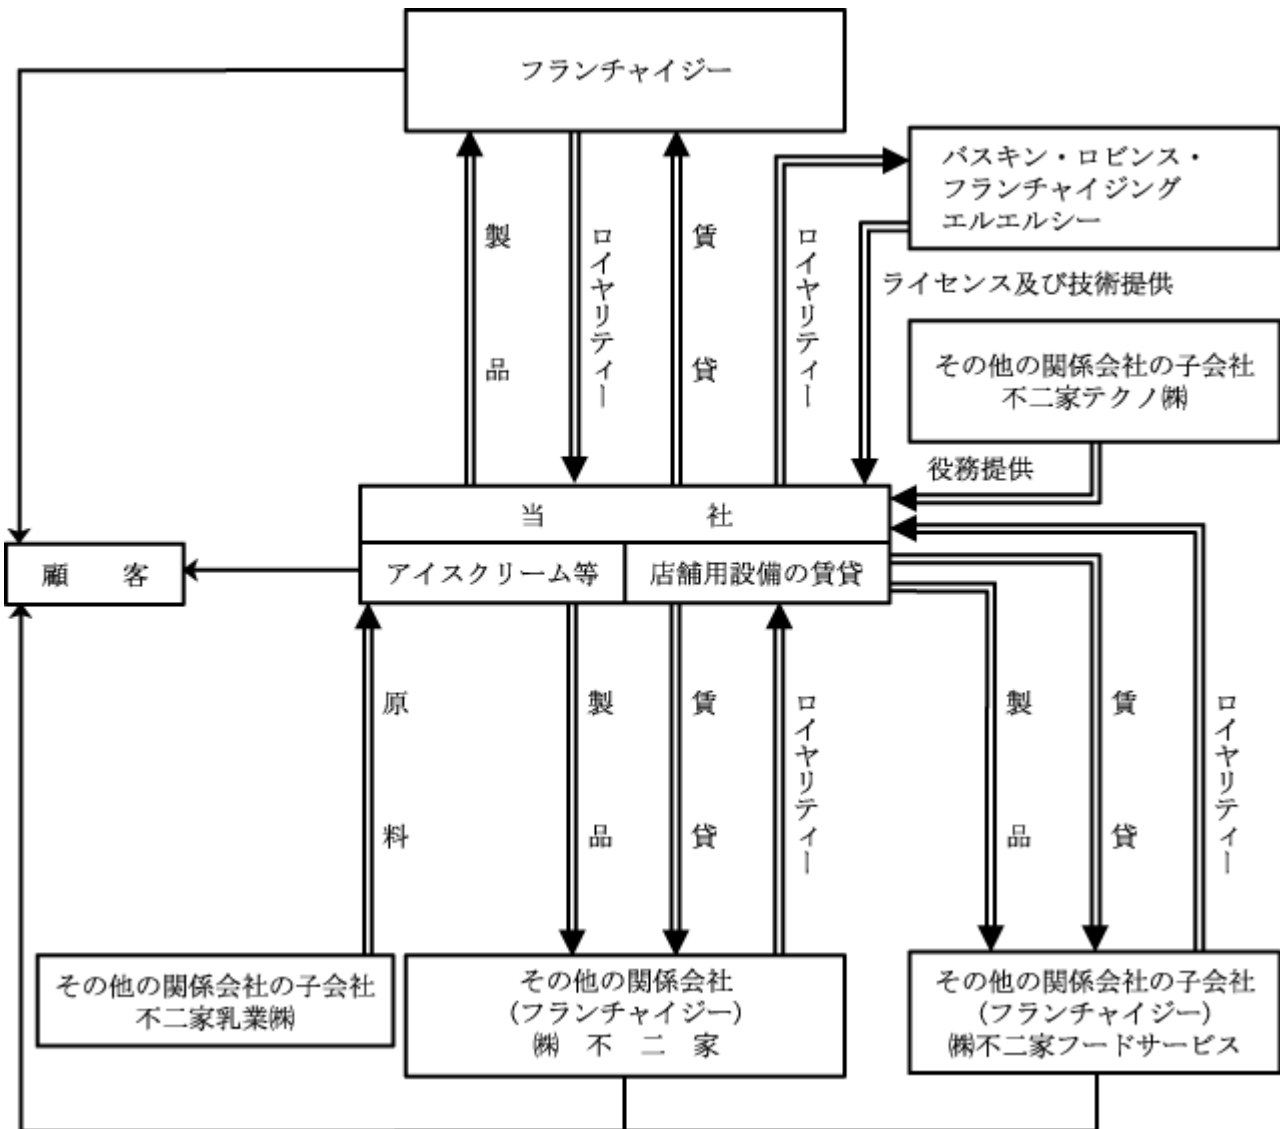 フランチャイジー
バスキン・ロビンス・
フランチャイジング
エルエルシー
製品
ロイヤリティー
賃貸
ロイヤリティー
ライセンス及び技術提供
その他の関係会社の子会社
不二家テクノ㈱
役務提供
当社
顧客
アイスクリーム等
店舗用設備の賃貸
原料
製品
賃貸
ロイヤリティー
製品
賃貸
ロイヤリティー
その他の関係会社の子会社
不二家乳業㈱
その他の関係会社
(フランチャイジー)
㈱不二家
その他の関係会社の子会社
(フランチャイジー)
㈱不二家フードサービス